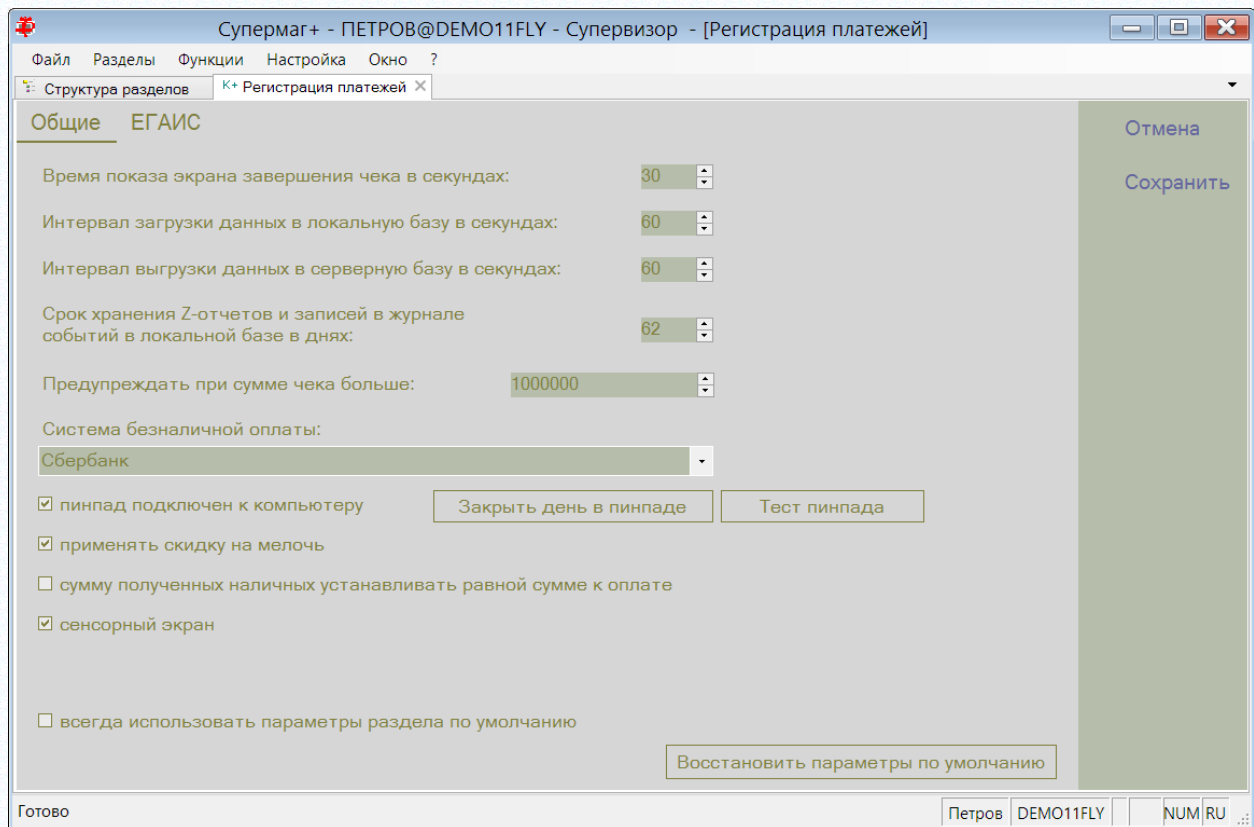 Супермаг+ - ПЕТРОВ@DEMO11FLY - Супервизор - [Регистрация платежей]
Файл Разделы Функции Настройка Окно ?
Структура разделов К+ Регистрация платежей
Общие ЕГАИС
Отмена
Сохранить
Время показа экрана завершения чека в секундах: 30
Интервал загрузки данных в локальную базу в секундах: 60
Интервал выгрузки данных в серверную базу в секундах: 60
Срок хранения Z-отчетов и записей в журнале
событий в локальной базе в днях: 62
Предупреждать при сумме чека больше: 1000000
Система безналичной оплаты:
Сбербанк
пинпад подключен к компьютеру Закрыть день в пинпаде Тест пинпада
применять скидку на мелочь
сумму полученных наличных устанавливать равной сумме к оплате
сенсорный экран
всегда использовать параметры раздела по умолчанию
Восстановить параметры по умолчанию
Готово Петров DEMO11FLY NUM RU